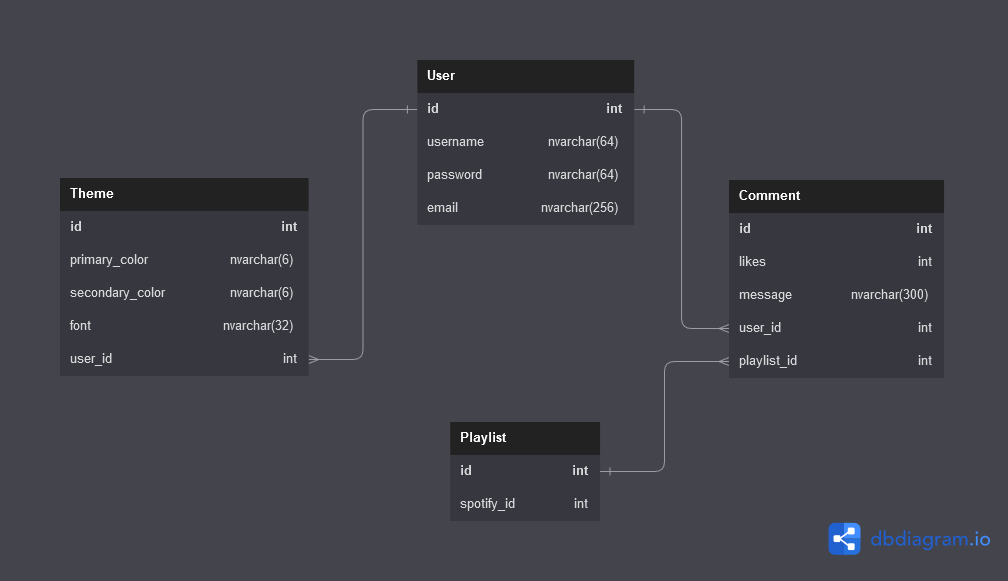 User
id int
username nvarchar(64)
password nvarchar(64)
email nvarchar(256)
Theme
id int
primary_color nvarchar(6)
secondary_color nvarchar(6)
font nvarchar(32)
user_id int
Comment
id int
likes int
message nvarchar(300)
user_id int
playlist_id int
Playlist
id int
spotify_id int
dbdiagram.io